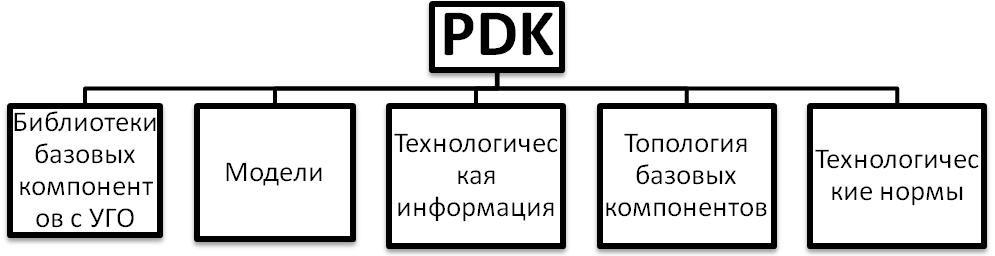 PDK
Библиотеки
базовых
компонент
ов с УГО
Модели
Технологичес
кая
информация
Топология
базовых
компонентов
Технологичес
кие нормы